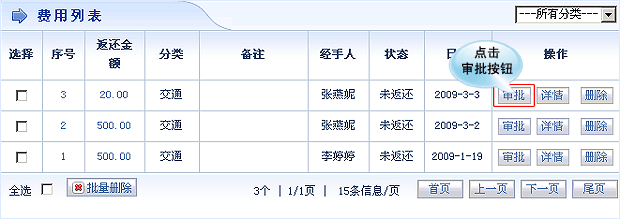 费用列表 ---所有分类---
选择 序号 返还金额 分类 备注 经手人 状态 操作
点击
审批按钮
3 20.00 交通 张燕妮 未返还 2009-3-3 审批 详情 删除
2 500.00 交通 张燕妮 未返还 2009-3-2 审批 详情 删除
1 500.00 交通 李婷婷 未返还 2009-1-19 审批 详情 删除
全选 批量删除 3个 | 1/1页 | 15条信息/页 首页 上一页 下一页 尾页